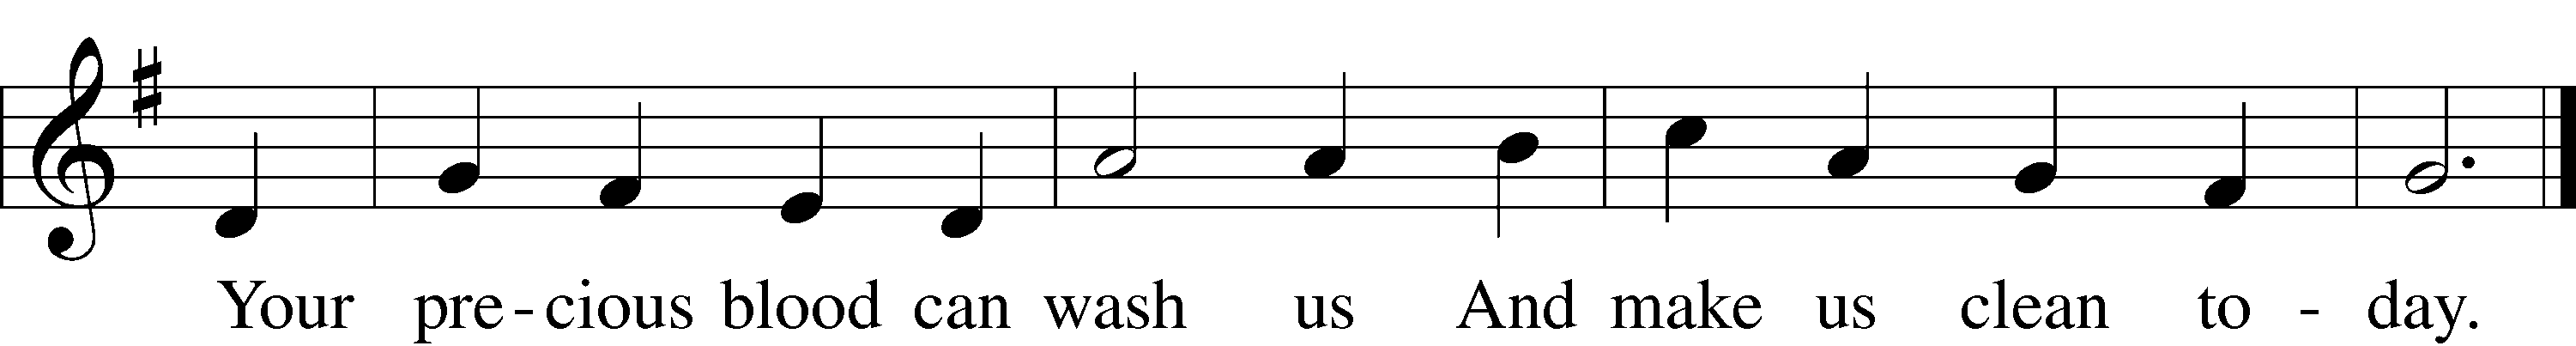 Your pre-cious blood can wash us And make us clean to - day.